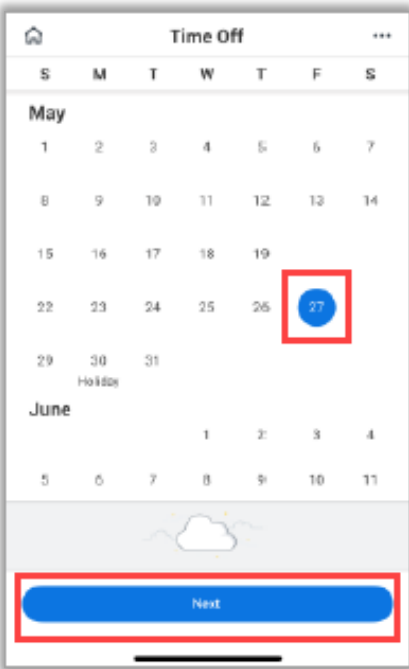 Time Off
S M T W T F S
May
1 2 3 4 5 6 7
8 9 10 11 12 13 14
15 16 17 18 19
22 23 24 25 26 27
29 30 31
Holiday
June
1 2 3 4
5 6 7 8 9 10 11
Next